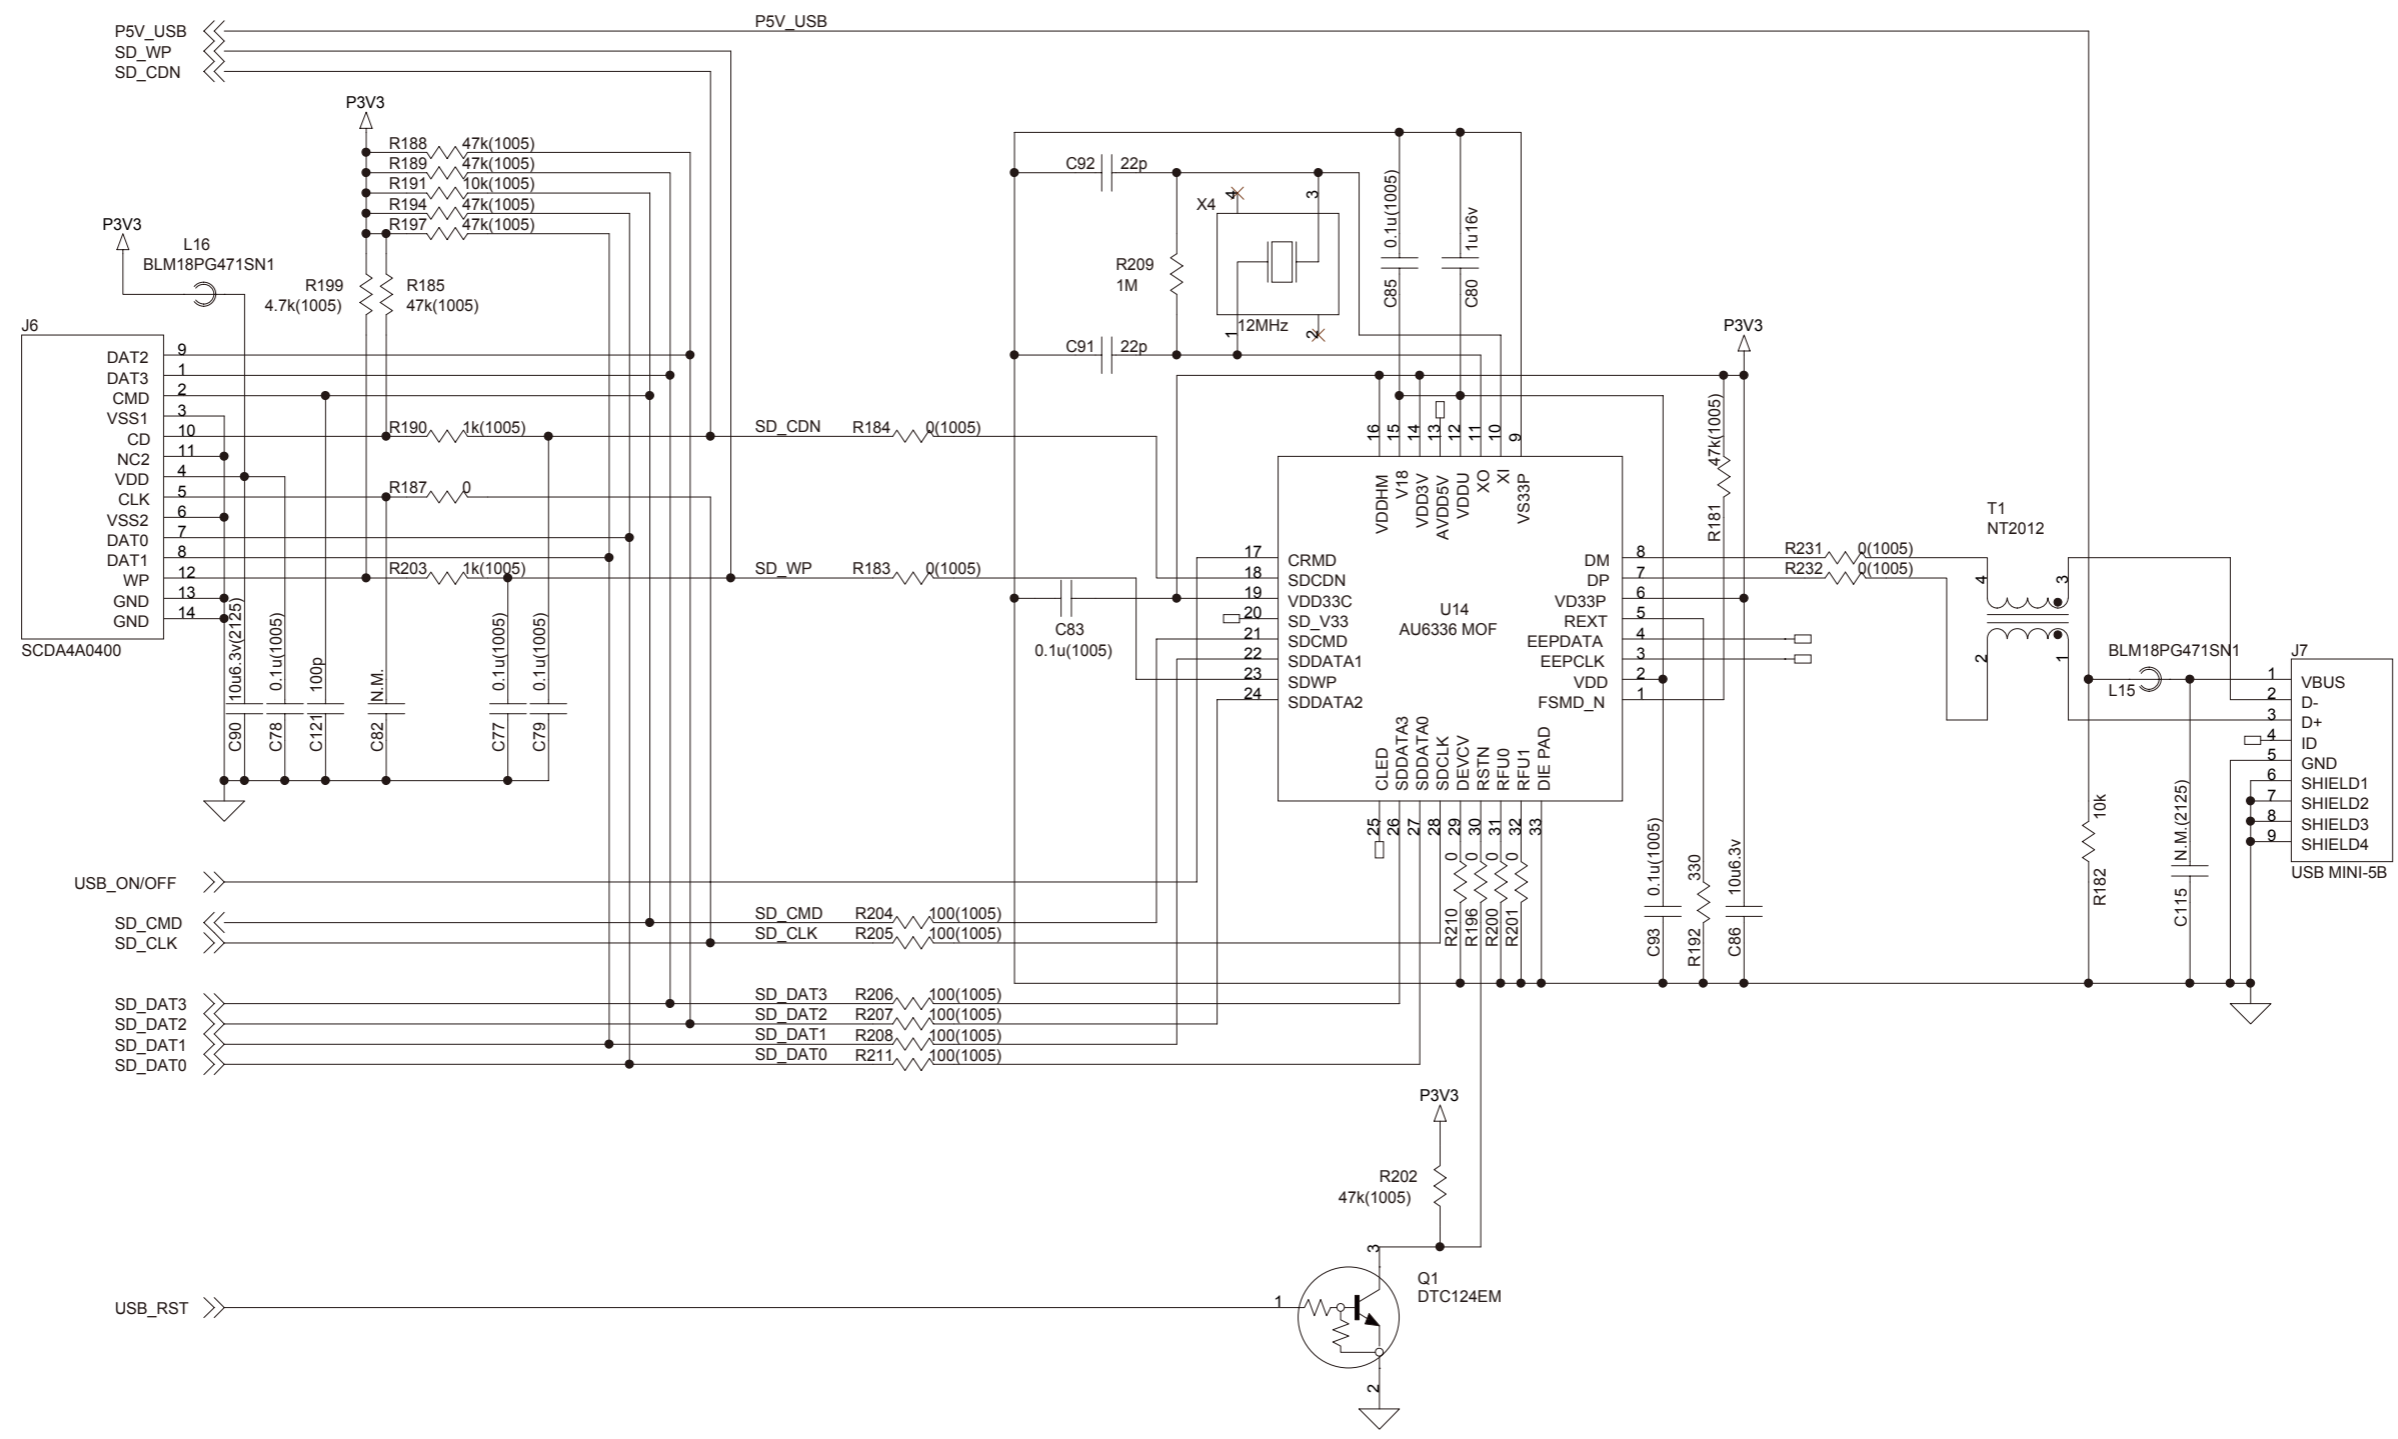 P5V_USB
P5V_USB
SD_WP
SD_CDN
P3V3
R188 47k(1005)
R189 47k(1005)
R191 10k(1005)
R194 47k(1005)
R197 47k(1005)
P3V3
L16
BLM18PG471SN1
R199
4.7k(1005)
R185
47k(1005)
J6
DAT2 9
DAT3 1
CMD 2
VSS1 3
CD 10
NC2 11
VDD 4
CLK 5
VSS2 6
DAT0 7
DAT1 8
WP 12
GND 13
GND 14
SCDA4A0400
R190 1k(1005)
SD_CDN
R184 0(1005)
R187 0
R203 1k(1005)
SD_WP
R183 0(1005)
C90 10u6.3v(2125)
C78 0.1u(1005)
C121 100p
C82 N.M.
C77 0.1u(1005)
C79 0.1u(1005)
C92 22p
X4
4
3
R209
1M
1
12MHz
2
C91 22p
C85 0.1u(1005)
C80 1u16v
P3V3
R181 47k(1005)
16 15 14 13 12 11 10 9
VDDHM V18 VDD3V AVDD5V VDDU XO XI VS33P
17 CRMD
18 SDCDN
19 VDD33C
20 SD_V33
21 SDCMD
22 SDDATA1
23 SDWP
24 SDDATA2
C83
0.1u(1005)
U14
AU6336 MOF
DM 8
DP 7
VD33P 6
REXT 5
EEPDATA 4
EEPCLK 3
VDD 2
FSMD_N 1
CLED SDDATA3 SDDATA0 SDCLK DEVCV RSTN RFU0 RFU1 DIE PAD
25 26 27 28 29 30 31 32 33
R210 0
R196 0
R200 0
R201 0
R231 0(1005)
R232 0(1005)
T1
NT2012
4
3
2
1
BLM18PG471SN1
L15
J7
1 VBUS
2 D-
3 D+
4 ID
5 GND
6 SHIELD1
7 SHIELD2
8 SHIELD3
9 SHIELD4
USB MINI-5B
C93 0.1u(1005)
R192 330
C86 10u6.3v
R182 10k
C115 N.M.(2125)
USB_ON/OFF
SD_CMD
SD_CMD
R204 100(1005)
SD_CLK
SD_CLK
R205 100(1005)
SD_DAT3
SD_DAT3
R206 100(1005)
SD_DAT2
SD_DAT2
R207 100(1005)
SD_DAT1
SD_DAT1
R208 100(1005)
SD_DAT0
SD_DAT0
R211 100(1005)
P3V3
R202
47k(1005)
3
Q1
DTC124EM
USB_RST
1
2